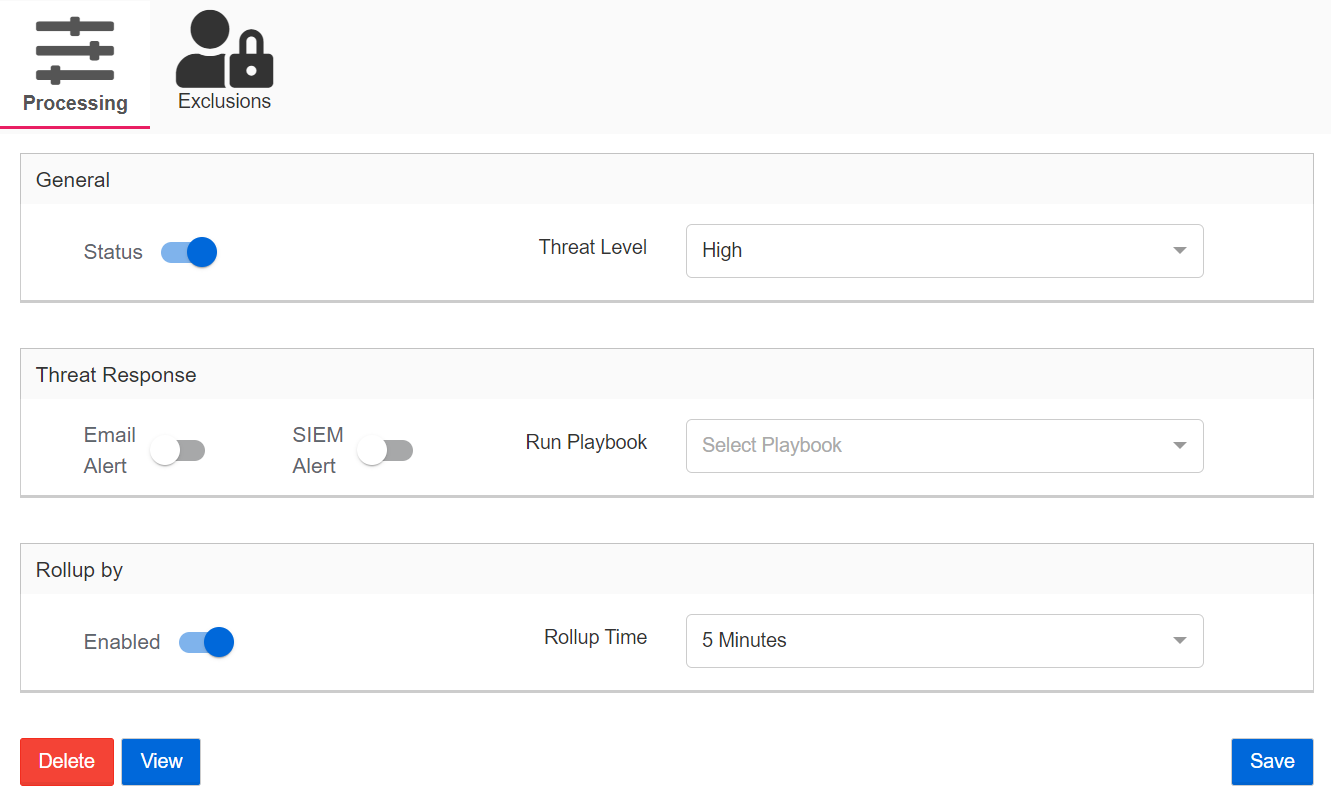 Processing
Exclusions
General
Status
Threat Level
High
Threat Response
Email
Alert
SIEM
Alert
Run Playbook
Select Playbook
Rollup by
Enabled
Rollup Time
5 Minutes
Delete
View
Save